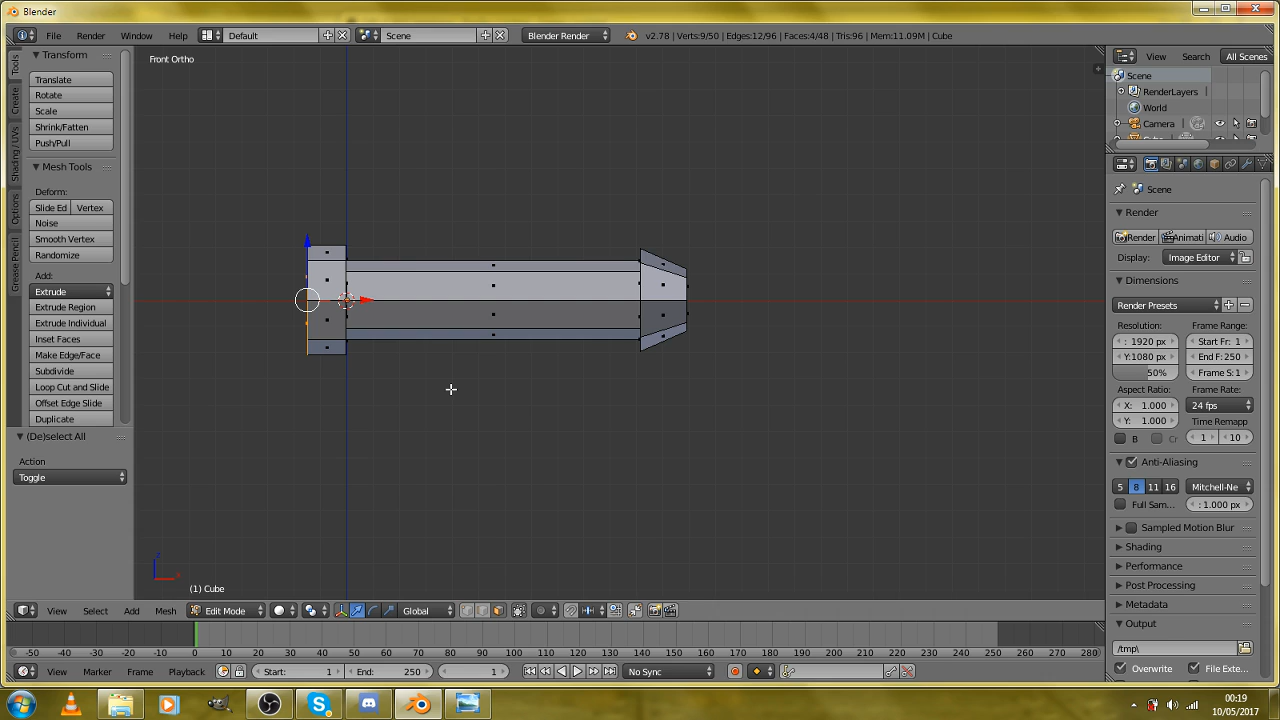 Blender
File Render Window Help Default Scene Blender Render v2.78 | Verts:9/50 | Edges:12/96 | Faces:4/48 | Tris:96 | Mem:11.09M | Cube
Transform
Translate
Rotate
Scale
Shrink/Fatten
Push/Pull
Mesh Tools
Deform:
Slide Ed Vertex
Noise
Smooth Vertex
Randomize
Add:
Extrude
Extrude Region
Extrude Individual
Inset Faces
Make Edge/Face
Subdivide
Loop Cut and Slide
Offset Edge Slide
Duplicate
(De)select All
Action
Toggle
Tools
Create
Shading / UVs
Options
Grease Pencil
Front Ortho
z
x
(1) Cube
View Select Add Mesh Edit Mode Global
-50 -40 -30 -20 -10 0 10 20 30 40 50 60 70 80 90 100 110 120 130 140 150 160 170 180 190 200 210 220 230 240 250 260 270 280
View Marker Frame Playback Start: 1 End: 250 1 No Sync
View Search All Scenes
Scene
RenderLayers
World
Camera
Scene
Render
Render Animati Audio
Display: Image Editor
Dimensions
Render Presets
Resolution: Frame Range:
: 1920 px Start Fr: 1
Y:1080 px End F: 250
50% Frame S: 1
Aspect Ratio: Frame Rate:
X: 1.000 24 fps
Y: 1.000 Time Remapp
B Cr 1 10
Anti-Aliasing
5 8 11 16 Mitchell-Ne
Full Sam... : 1.000 px
Sampled Motion Blur
Shading
Performance
Post Processing
Metadata
Output
/tmp\
Overwrite File Exte...
00:19
10/05/2017